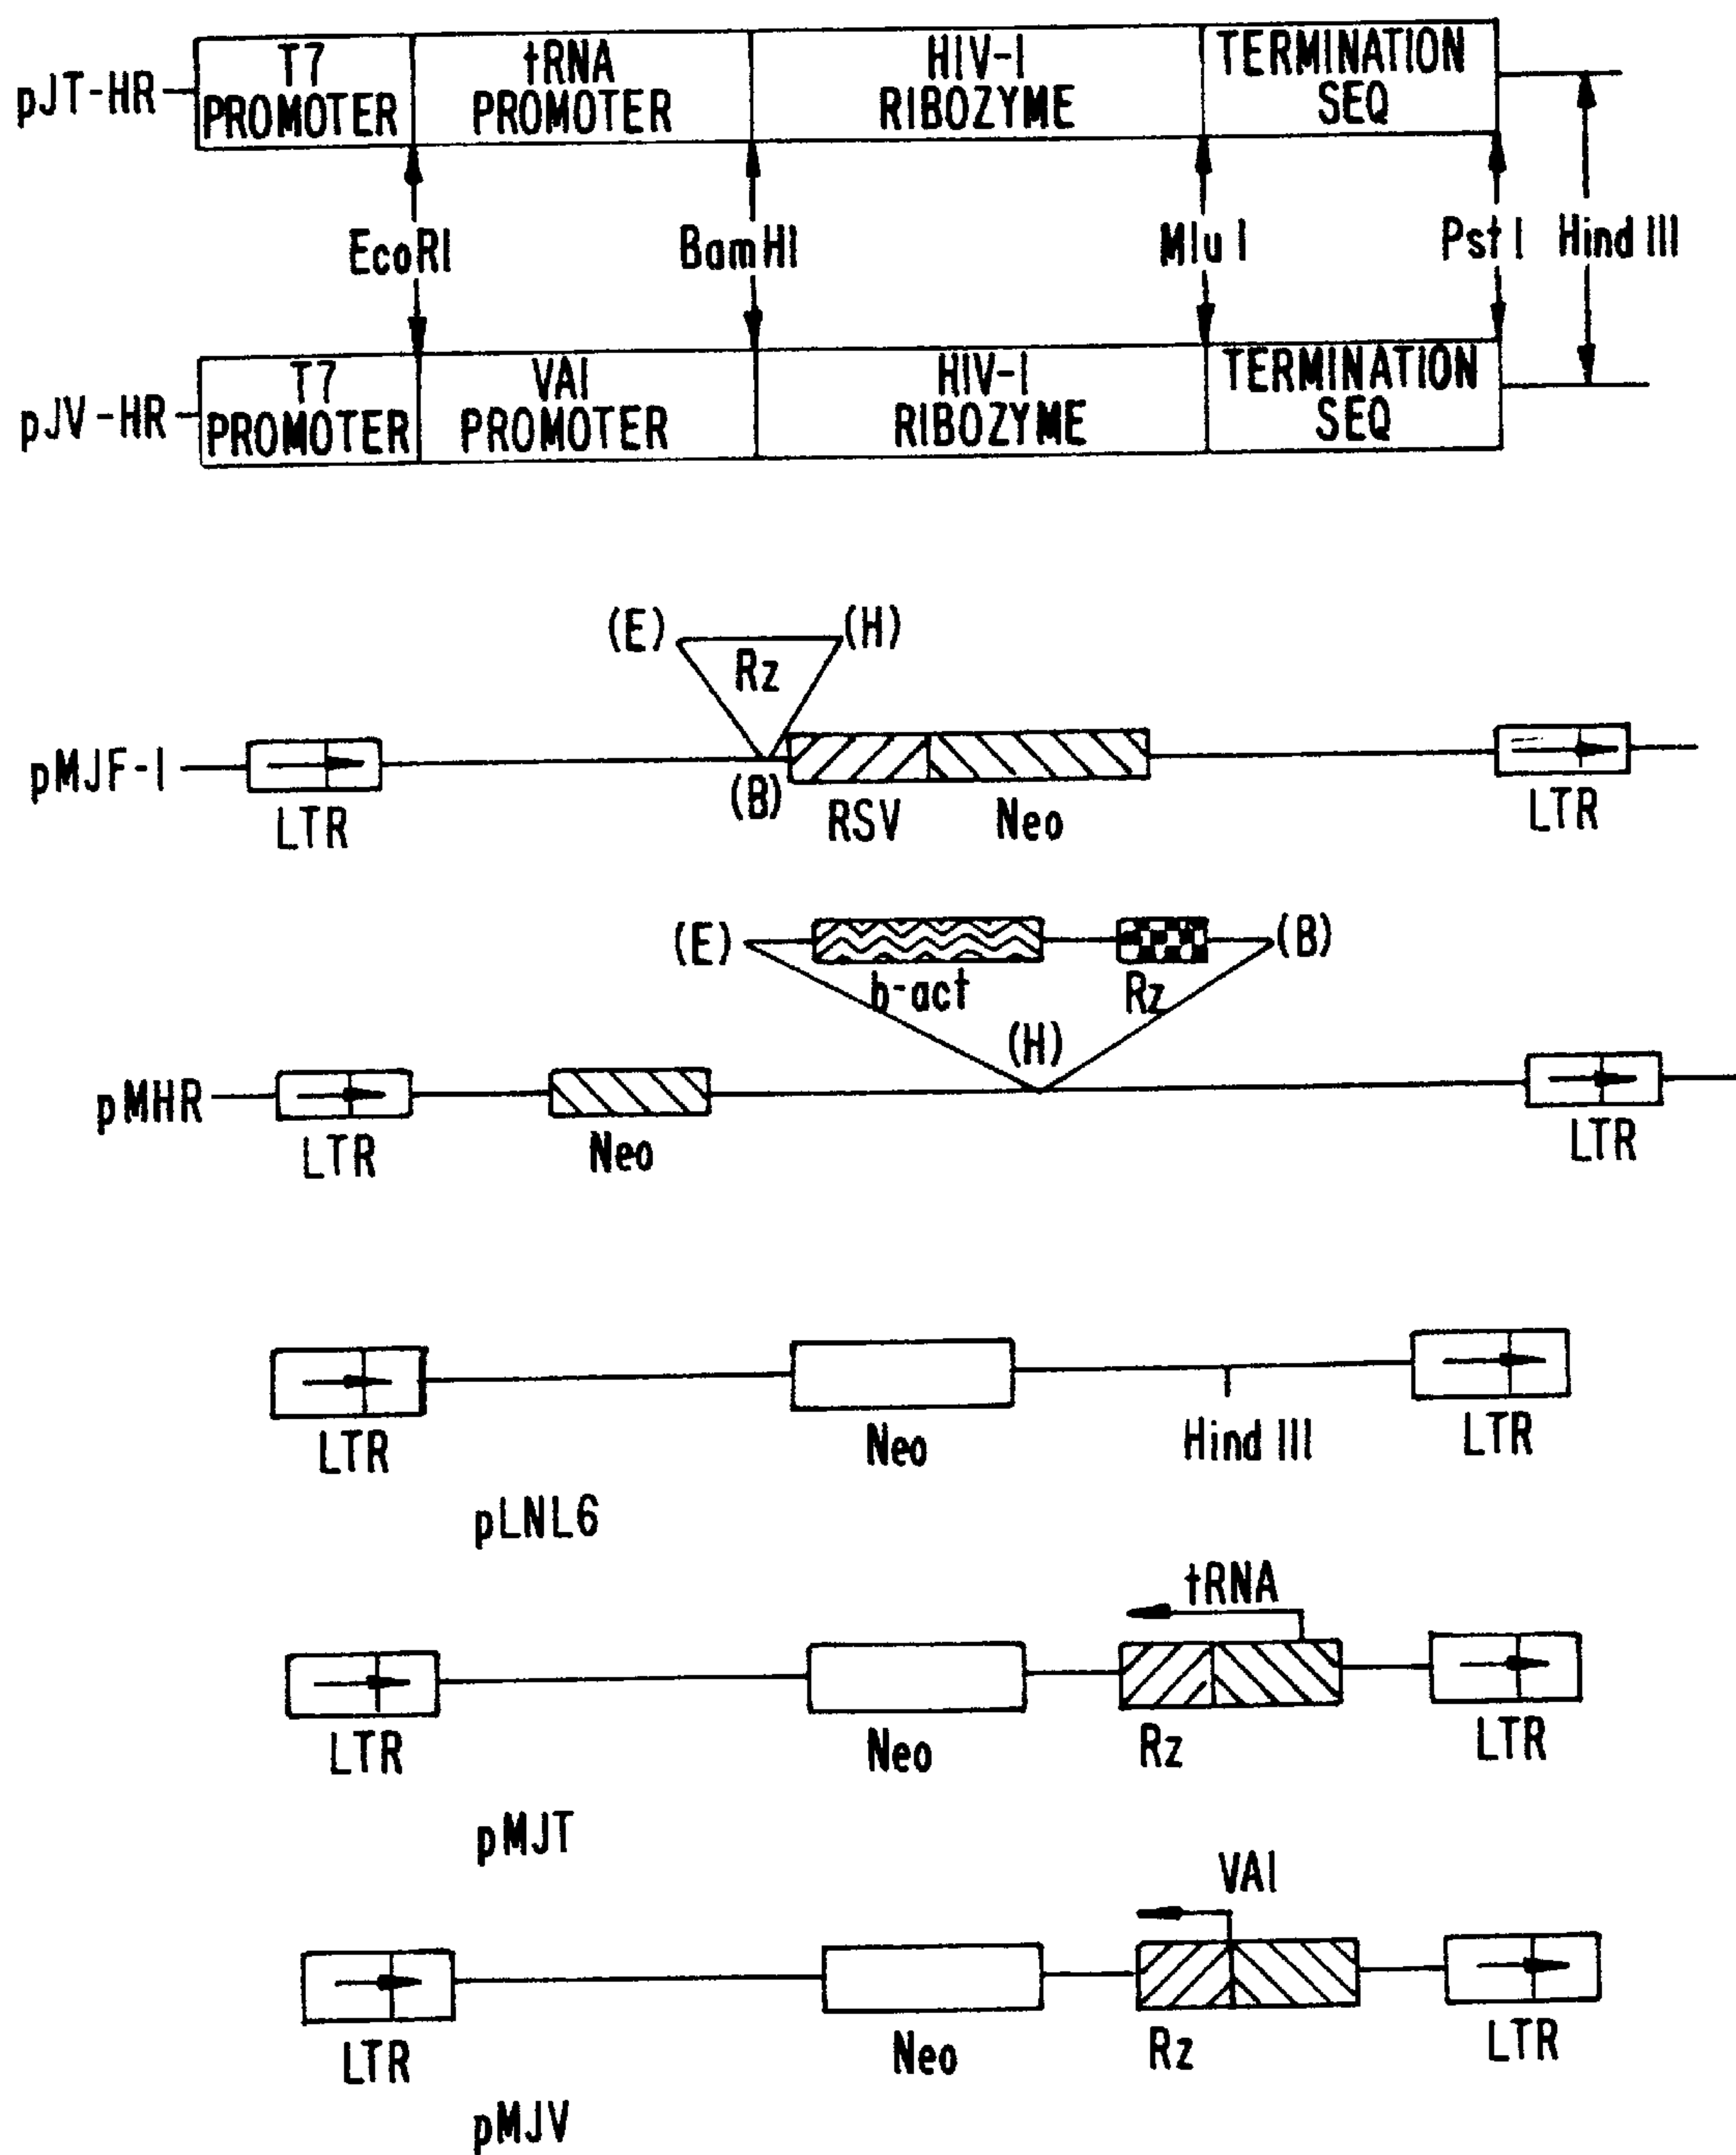 pJT-HR
T7 PROMOTER
tRNA PROMOTER
HIV-I RIBOZYME
TERMINATION SEQ
EcoRI
BamHI
Mlu I
Pst I
Hind III
pJV-HR
T7 PROMOTER
VAI PROMOTER
HIV-I RIBOZYME
TERMINATION SEQ
(E)
(H)
Rz
pMJF-I
LTR
(B)
RSV
Neo
LTR
(E)
(B)
b-act
Rz
(H)
pMHR
LTR
Neo
LTR
LTR
Neo
Hind III
LTR
pLNL6
tRNA
LTR
Neo
Rz
LTR
pMJT
VAI
LTR
Neo
Rz
LTR
pMJV